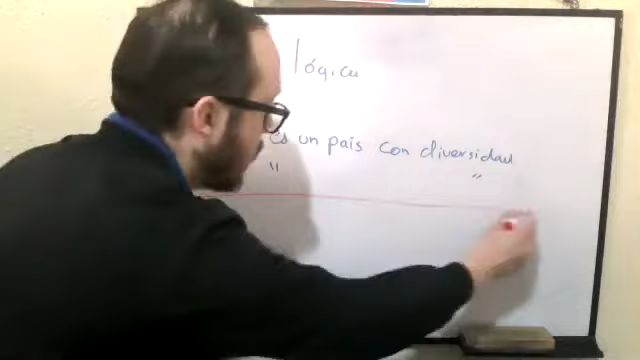 lógica
es un país con diversidad
" "